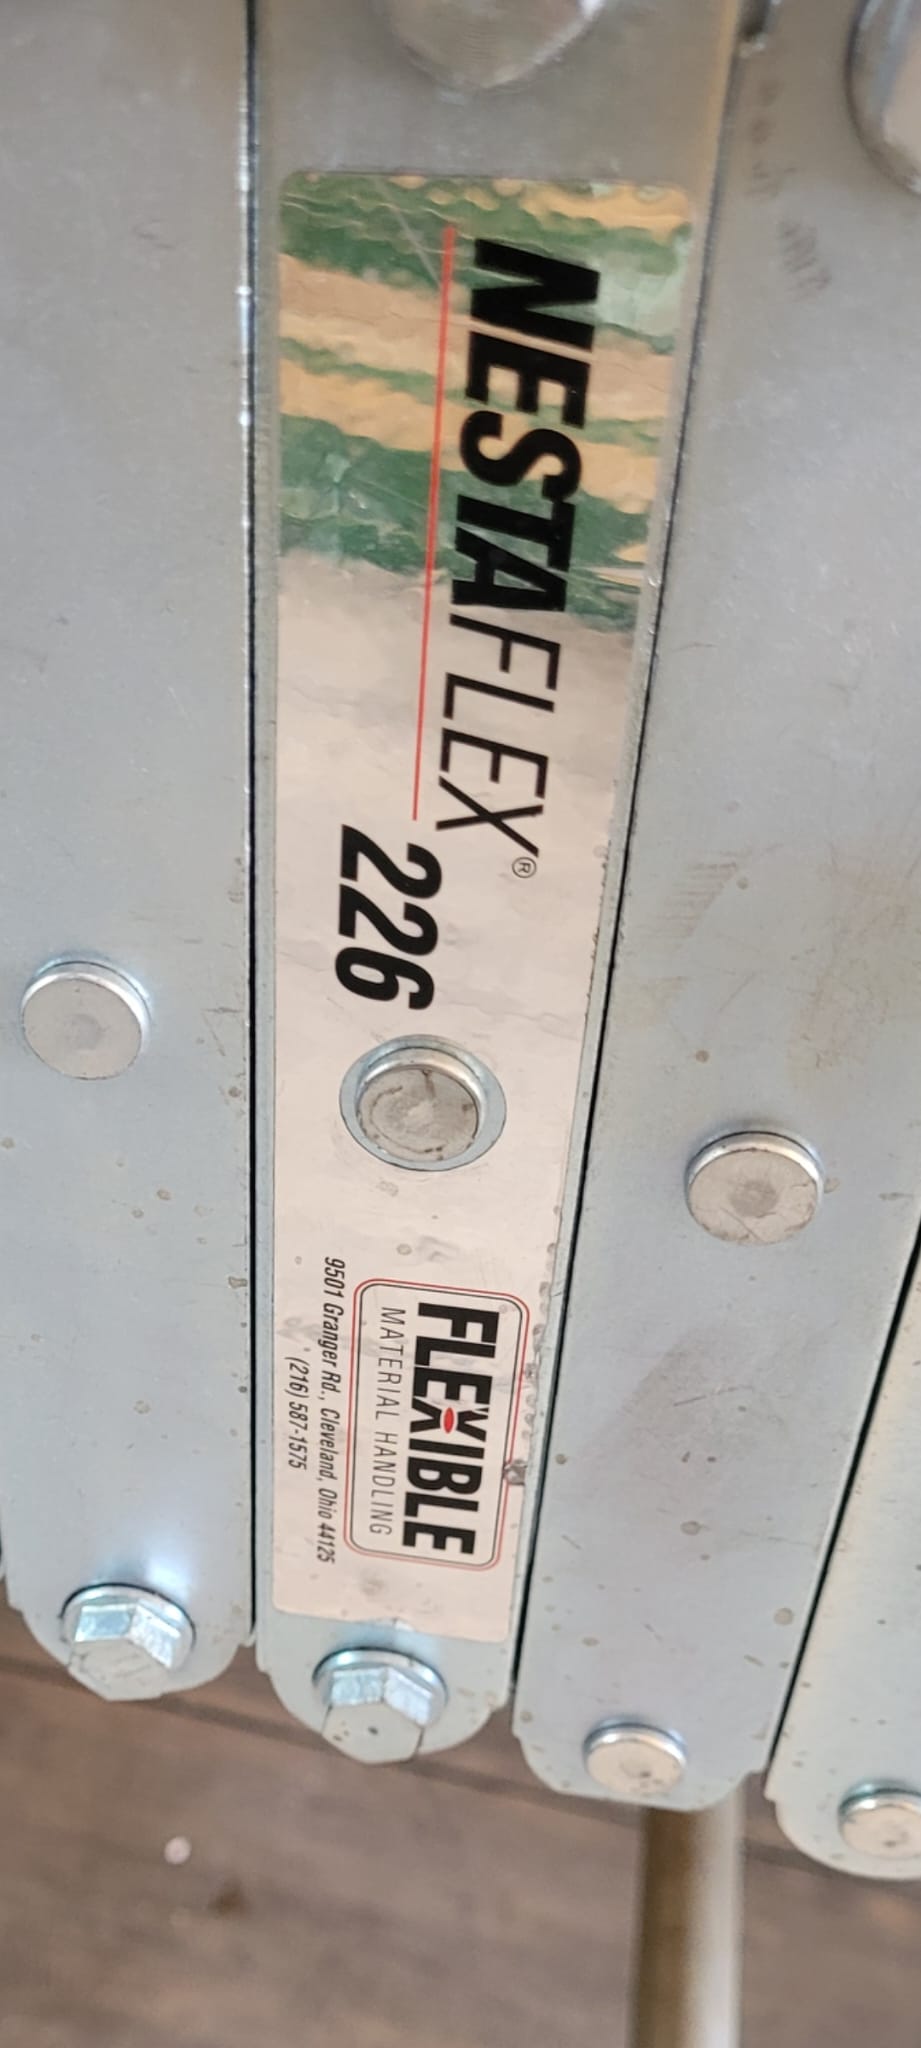 NESTAFLEX®
226
FLEXIBLE
MATERIAL HANDLING
9501 Granger Rd., Cleveland, Ohio 44125
(216) 587-1575